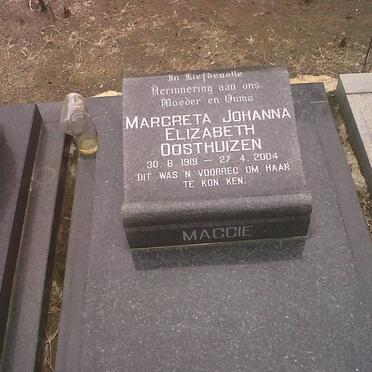 In Liefdevolle
Herinnering aan ons
Moeder en Ouma
MARGRETA JOHANNA
ELIZABETH
OOSTHUIZEN
30. 8. 1919 — 27. 4. 2004
DIT WAS 'N VOORREG OM HAAR
TE KON KEN.
MAGGIE